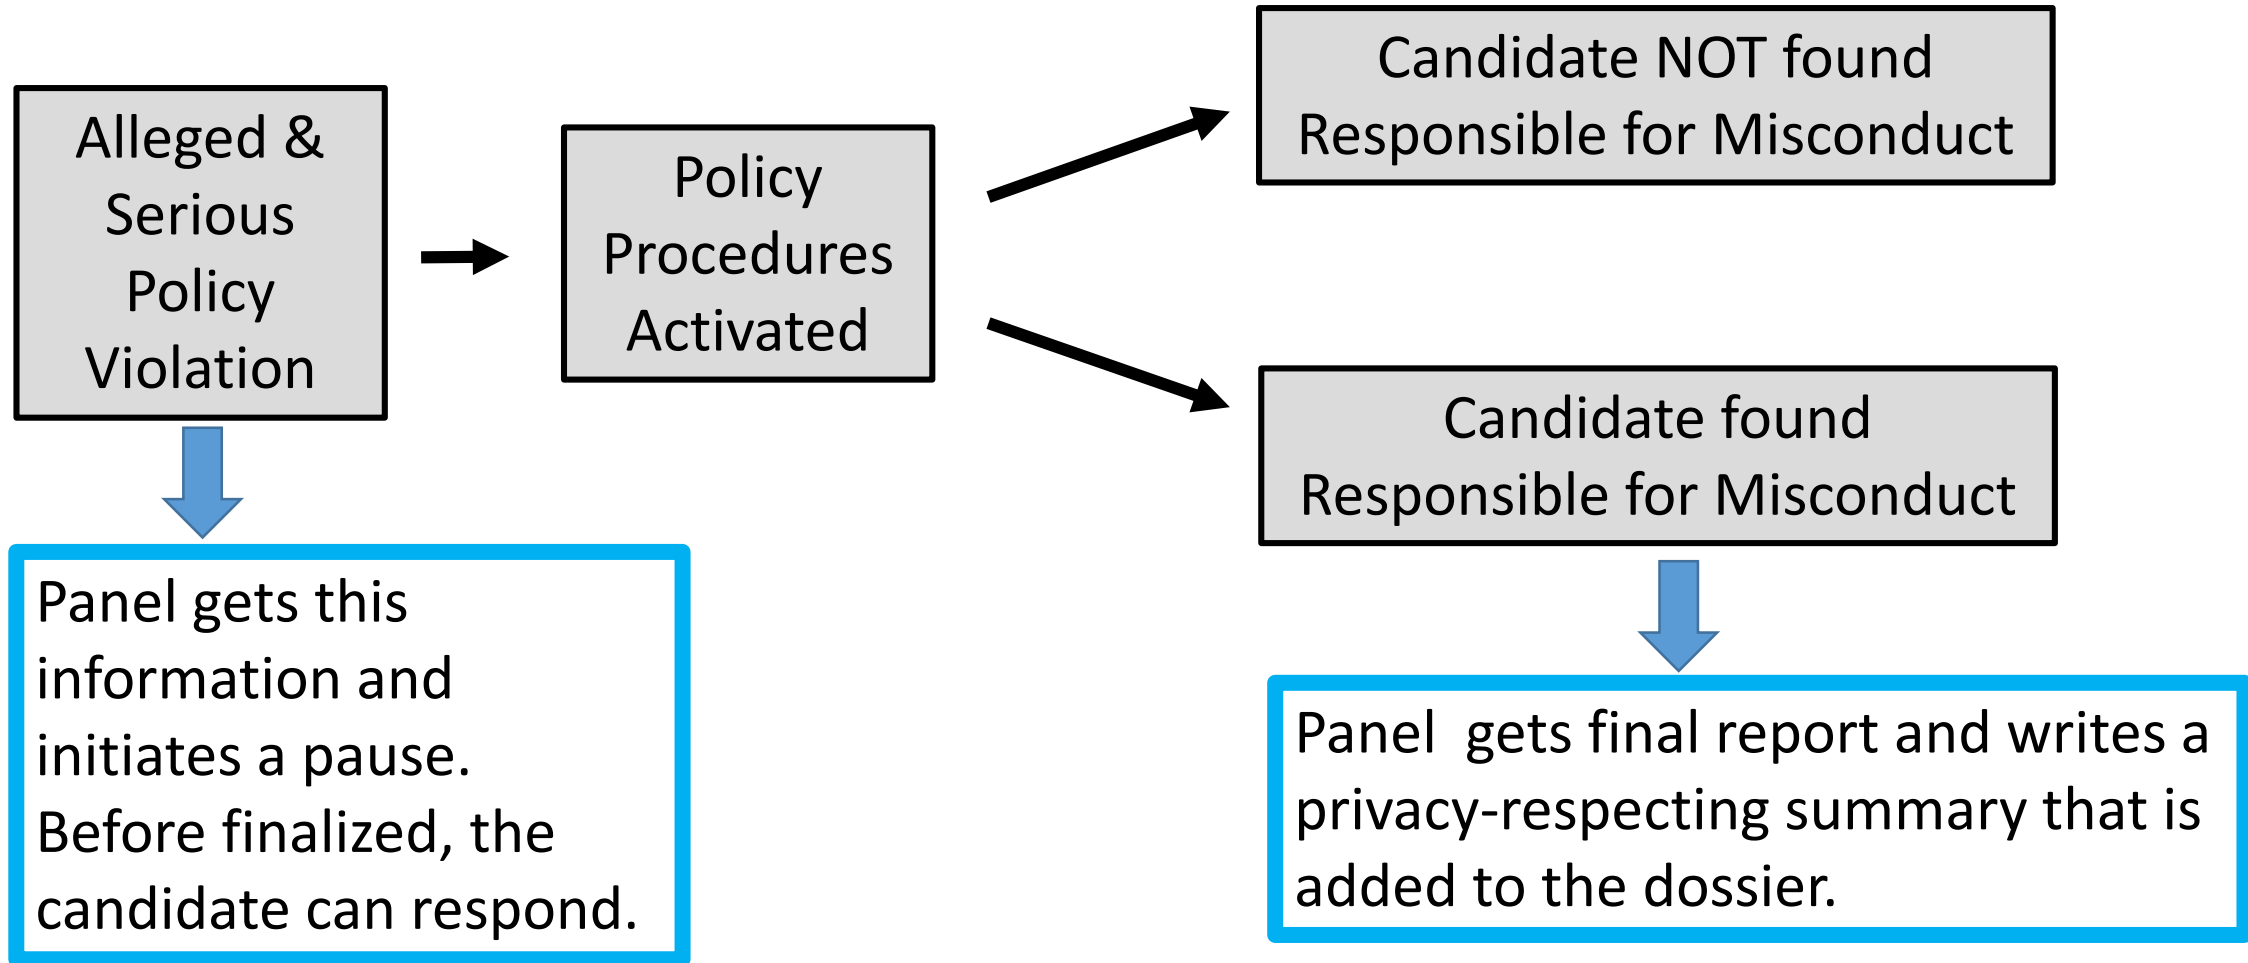 Alleged &
Serious
Policy
Violation
Policy
Procedures
Activated
Candidate NOT found
Responsible for Misconduct
Candidate found
Responsible for Misconduct
Panel gets this
information and
initiates a pause.
Before finalized, the
candidate can respond.
Panel  gets final report and writes a
privacy-respecting summary that is
added to the dossier.